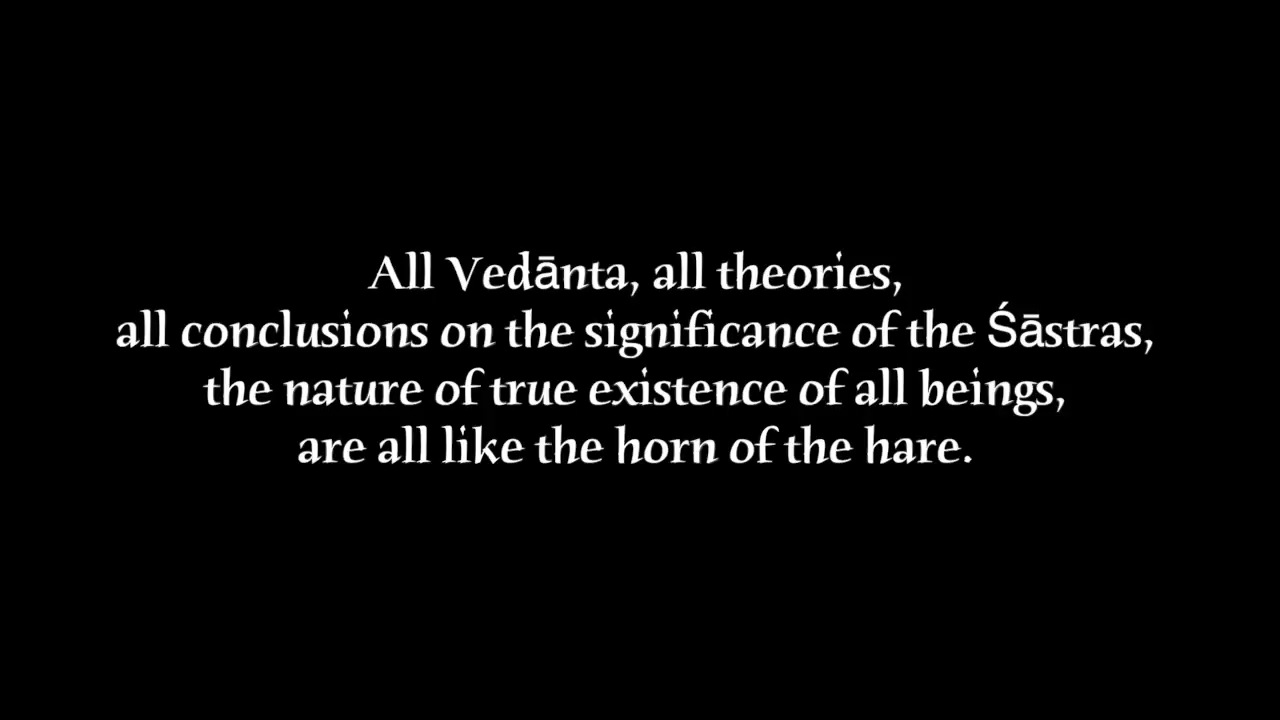 All Vedānta, all theories,
all conclusions on the significance of the Śāstras,
the nature of true existence of all beings,
are all like the horn of the hare.